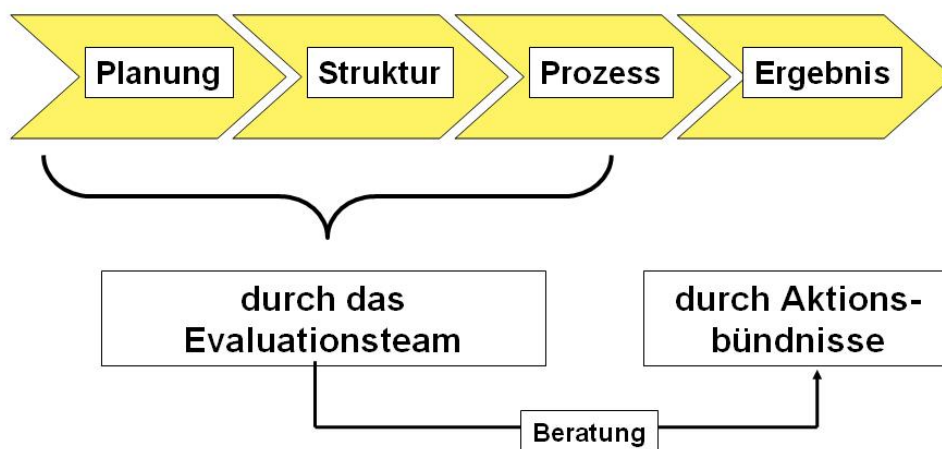 Planung
Struktur
Prozess
Ergebnis
durch das
Evaluationsteam
durch Aktions-
bündnisse
Beratung